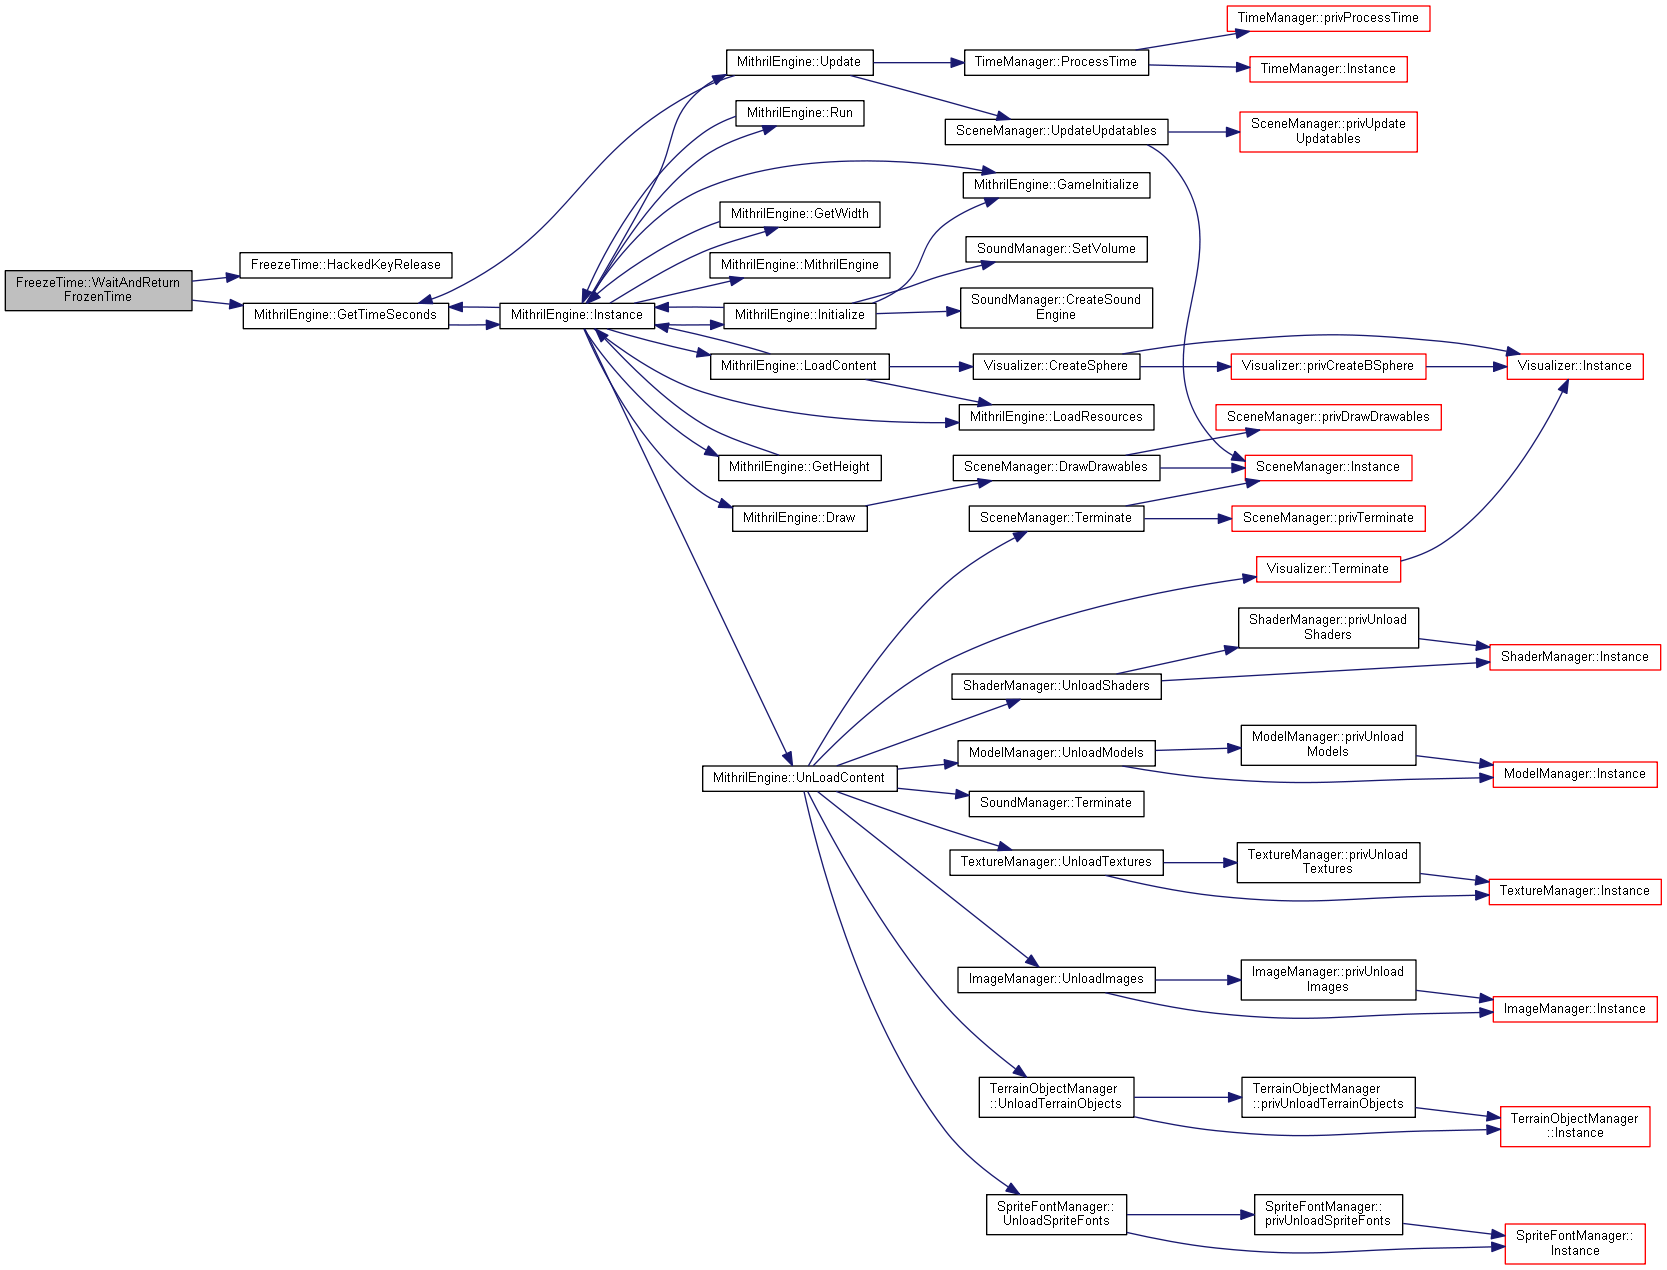 TimeManager::privProcessTime
MithrilEngine::Update
TimeManager::ProcessTime
TimeManager::Instance
MithrilEngine::Run
SceneManager::UpdateUpdatables
SceneManager::privUpdate
Updatables
MithrilEngine::GameInitialize
MithrilEngine::GetWidth
SoundManager::SetVolume
FreezeTime::HackedKeyRelease
MithrilEngine::MithrilEngine
FreezeTime::WaitAndReturn
FrozenTime
MithrilEngine::GetTimeSeconds
MithrilEngine::Instance
MithrilEngine::Initialize
SoundManager::CreateSound
Engine
MithrilEngine::LoadContent
Visualizer::CreateSphere
Visualizer::privCreateBSphere
Visualizer::Instance
MithrilEngine::LoadResources
SceneManager::privDrawDrawables
MithrilEngine::GetHeight
SceneManager::DrawDrawables
SceneManager::Instance
MithrilEngine::Draw
SceneManager::Terminate
SceneManager::privTerminate
Visualizer::Terminate
ShaderManager::privUnload
Shaders
ShaderManager::Instance
ShaderManager::UnloadShaders
ModelManager::privUnload
Models
ModelManager::UnloadModels
ModelManager::Instance
MithrilEngine::UnLoadContent
SoundManager::Terminate
TextureManager::privUnload
Textures
TextureManager::UnloadTextures
TextureManager::Instance
ImageManager::privUnload
Images
ImageManager::UnloadImages
ImageManager::Instance
TerrainObjectManager
::UnloadTerrainObjects
TerrainObjectManager
::privUnloadTerrainObjects
TerrainObjectManager
::Instance
SpriteFontManager::
UnloadSpriteFonts
SpriteFontManager::
privUnloadSpriteFonts
SpriteFontManager::
Instance